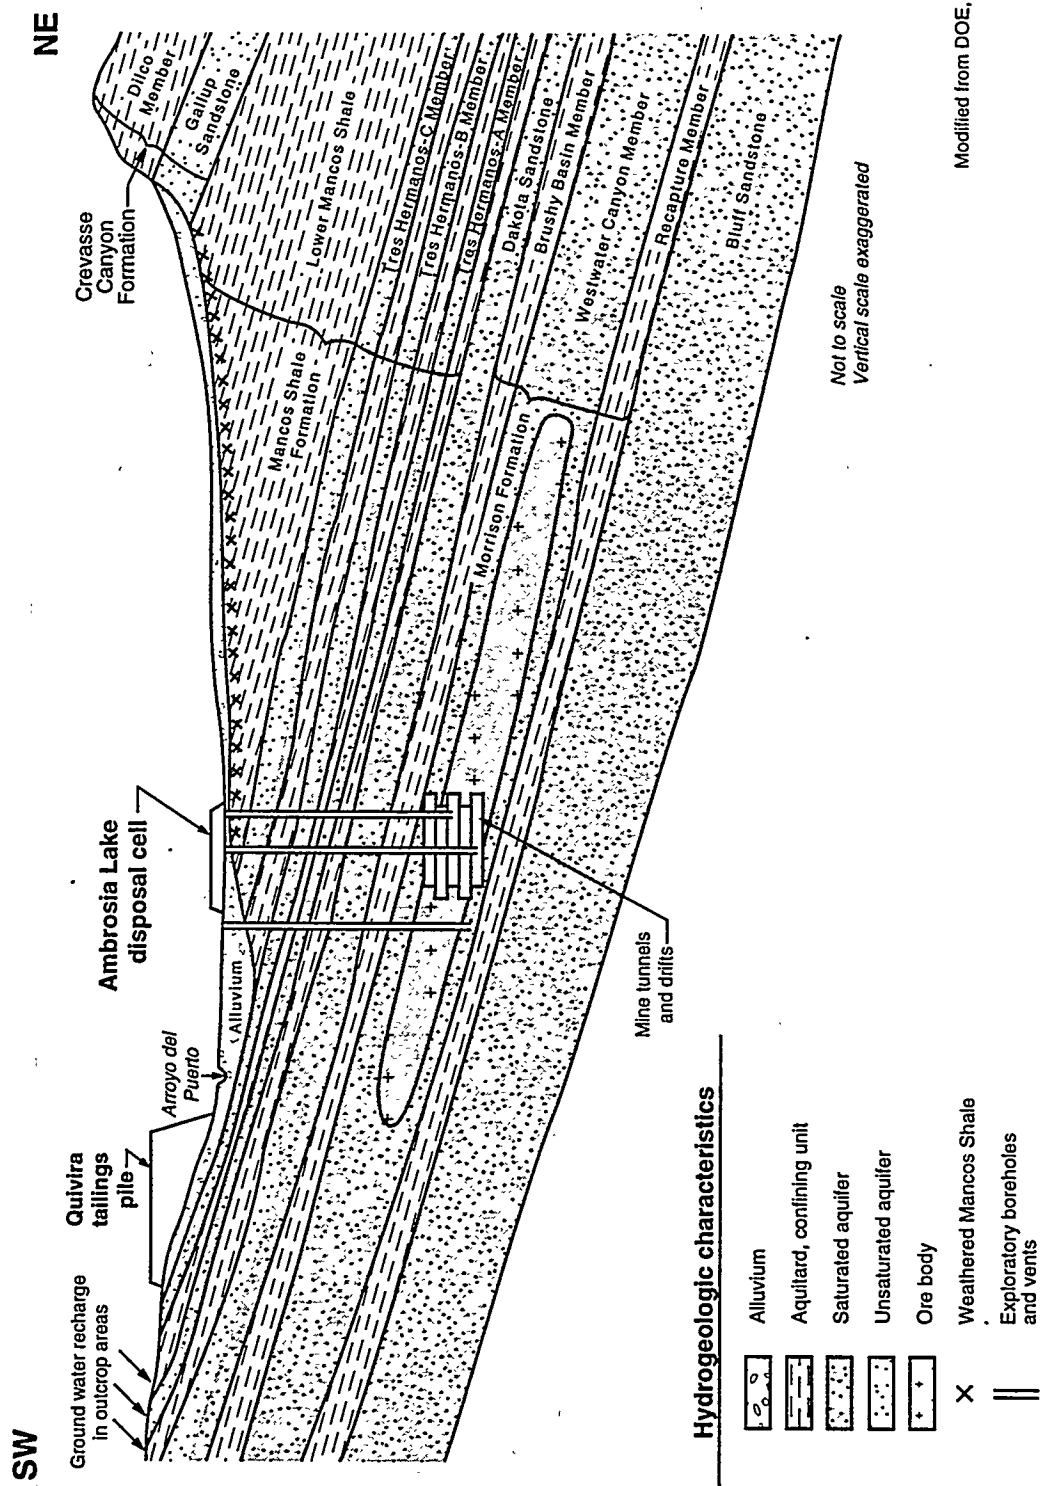 SW
NE
Ground water recharge
in outcrop areas
Quivira
tailings
pile
Arroyo del
Puerto
Ambrosia Lake
disposal cell
Crevasse
Canyon
Formation
Dilco
Member
Gallup
Sandstone
Alluvium
Mancos Shale
Formation
Lower Mancos Shale
Tres Hermanos-C Member
Tres Hermanos-B Member
Tres Hermanos-A Member
Dakota Sandstone
Brushy Basin Member
Morrison Formation
Westwater Canyon Member
Recapture Member
Bluff Sandstone
Mine tunnels
and drifts
Not to scale
Vertical scale exaggerated
Hydrogeologic characteristics
Alluvium
Aquitard, confining unit
Saturated aquifer
Unsaturated aquifer
Ore body
Weathered Mancos Shale
Exploratory boreholes
and vents
Modified from DOE,